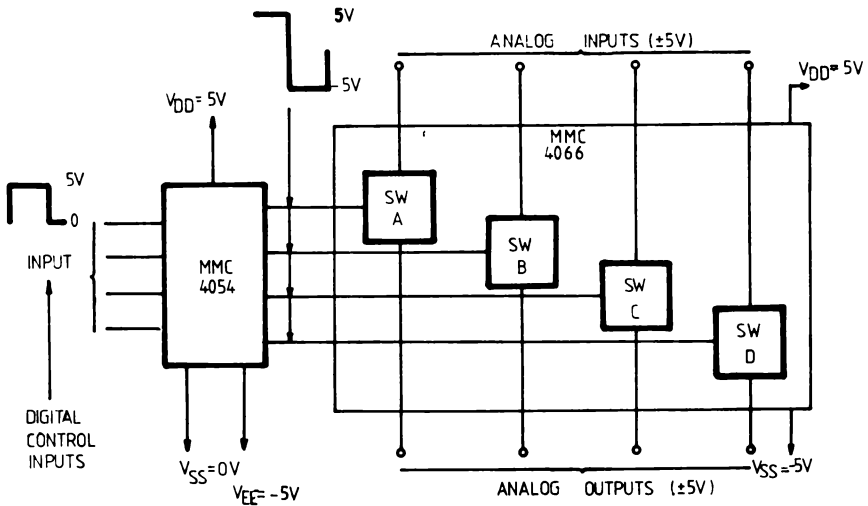 5V
ANALOG INPUTS (±5V)
-5V
VDD= 5V
VDD= 5V
MMC
4066
5V
0
INPUT
MMC
4054
SW
A
SW
B
SW
C
SW
D
DIGITAL
CONTROL
INPUTS
VSS=0V
VEE=-5V
VSS=-5V
ANALOG OUTPUTS (±5V)